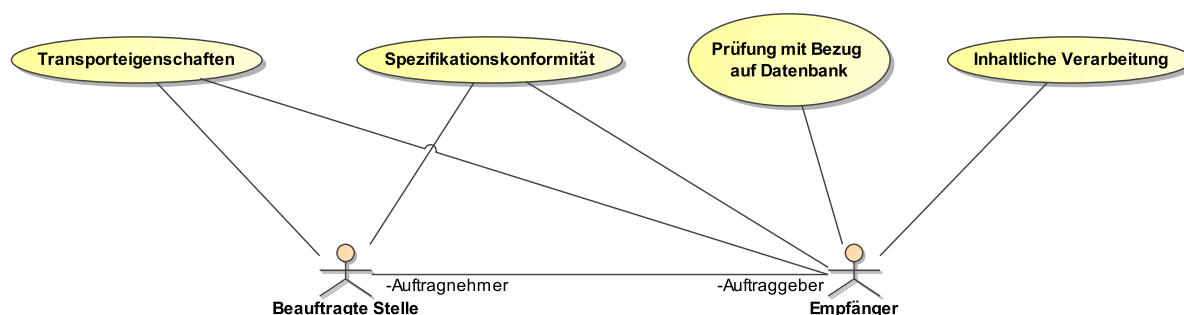 Transporteigenschaften
Spezifikationskonformität
Prüfung mit Bezug
auf Datenbank
Inhaltliche Verarbeitung
-Auftragnehmer
-Auftraggeber
Beauftragte Stelle
Empfänger